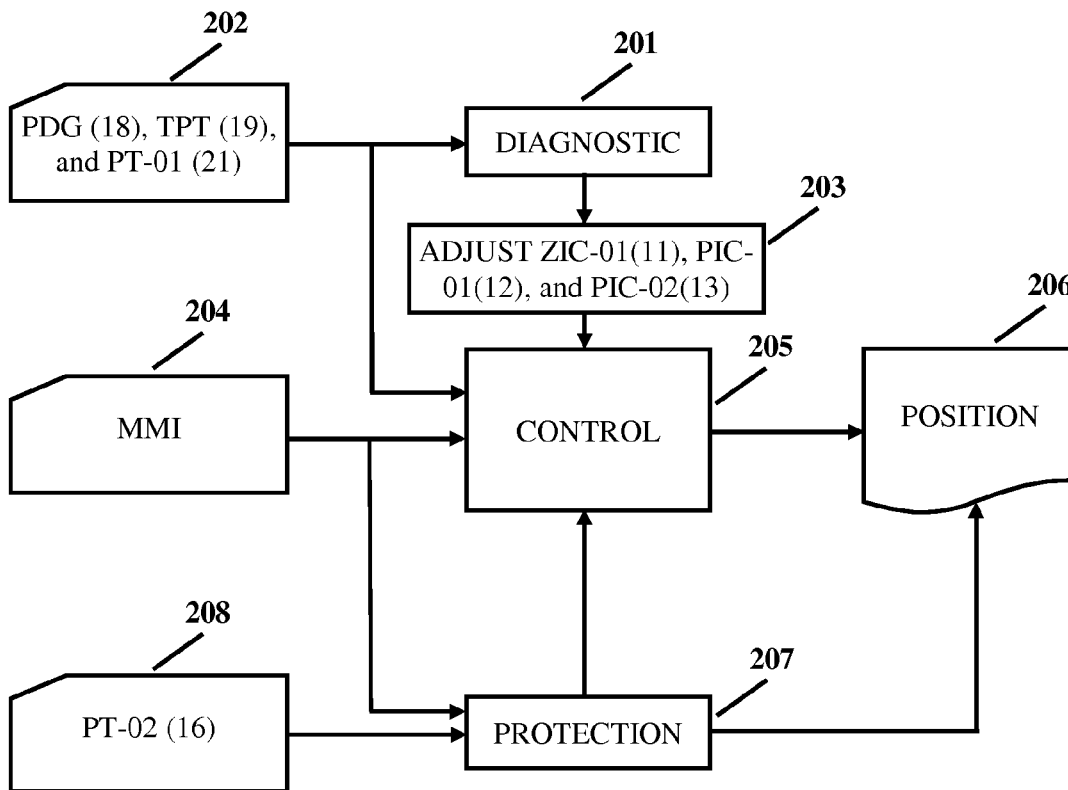 202
201
PDG (18), TPT (19),
and PT-01 (21)
DIAGNOSTIC
203
ADJUST ZIC-01(11), PIC-
01(12), and PIC-02(13)
206
204
205
MMI
CONTROL
POSITION
208
207
PT-02 (16)
PROTECTION